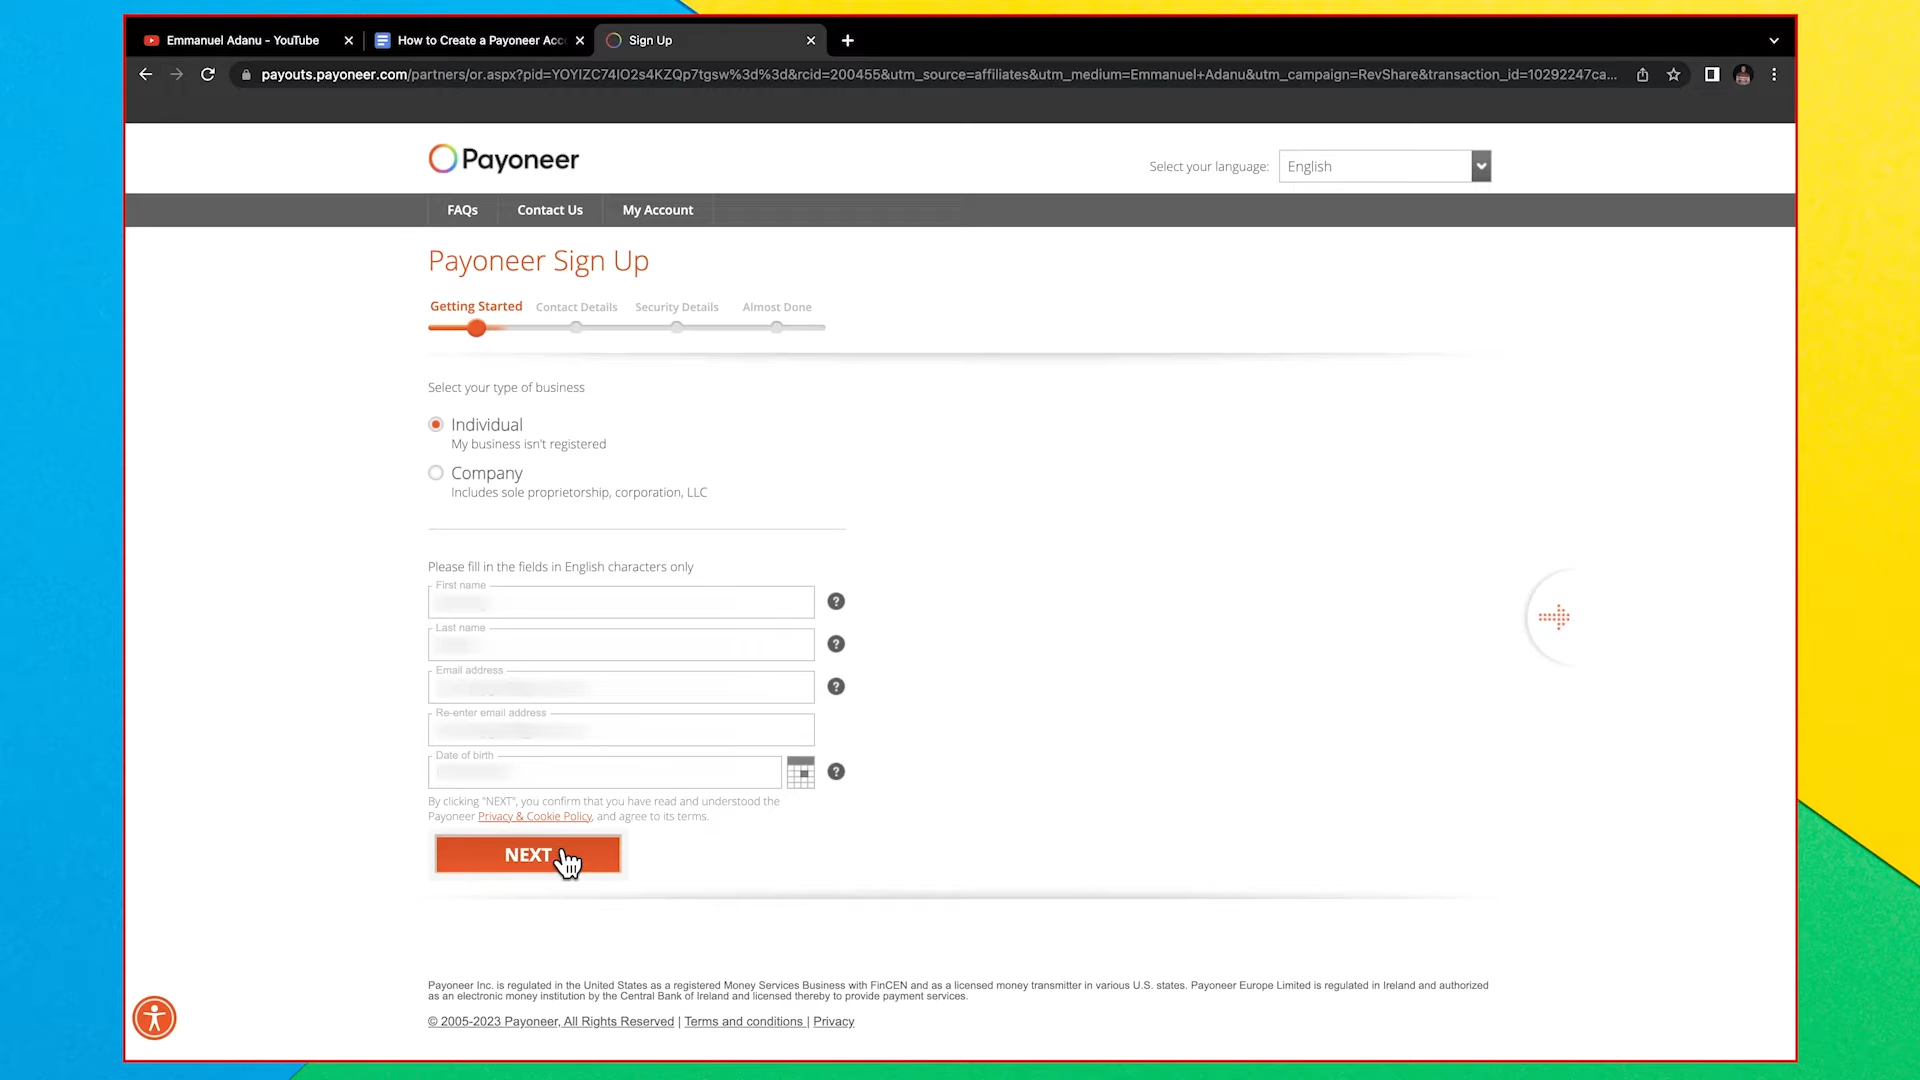 Emmanuel Adanu - YouTube
How to Create a Payoneer Acc
Sign Up
payouts.payoneer.com/partners/or.aspx?pid=YOYIZC74IO2s4KZQp7tgsw%3d%3d&rcid=200455&utm_source=affiliates&utm_medium=Emmanuel+Adanu&utm_campaign=RevShare&transaction_id=10292247ca...
Payoneer
Select your language:
English
FAQs
Contact Us
My Account
Payoneer Sign Up
Getting Started
Contact Details
Security Details
Almost Done
Select your type of business
Individual
My business isn't registered
Company
Includes sole proprietorship, corporation, LLC
Please fill in the fields in English characters only
First name
Last name
Email address
Re-enter email address
Date of birth
By clicking "NEXT", you confirm that you have read and understood the
Payoneer Privacy & Cookie Policy, and agree to its terms.
NEXT
Payoneer Inc. is regulated in the United States as a registered Money Services Business with FinCEN and as a licensed money transmitter in various U.S. states. Payoneer Europe Limited is regulated in Ireland and authorized
as an electronic money institution by the Central Bank of Ireland and licensed thereby to provide payment services.
© 2005-2023 Payoneer, All Rights Reserved | Terms and conditions | Privacy